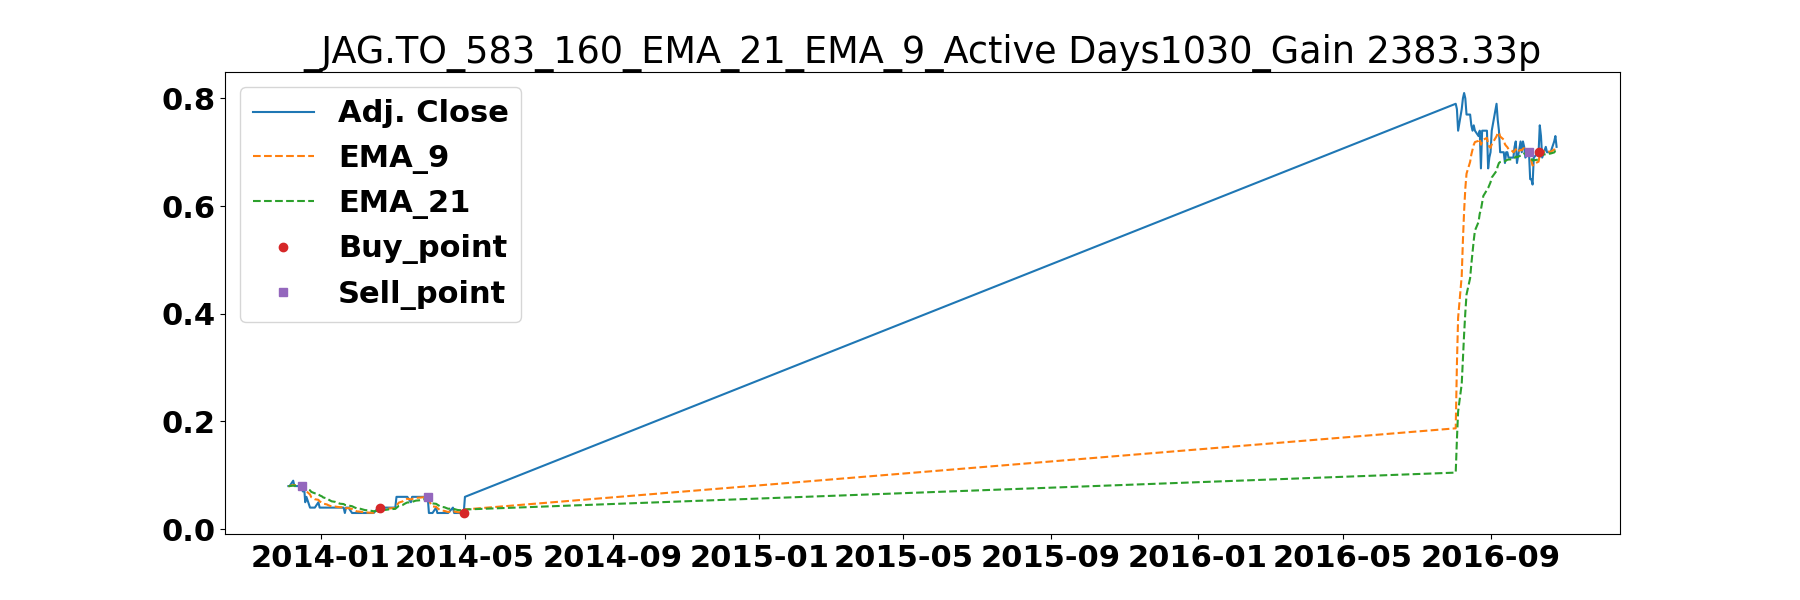 _JAG.TO_583_160_EMA_21_EMA_9_Active Days1030_Gain 2383.33p
0.8
0.6
0.4
0.2
0.0
Adj. Close
EMA_9
EMA_21
Buy_point
Sell_point
2014-01 2014-05 2014-09 2015-01 2015-05 2015-09 2016-01 2016-05 2016-09